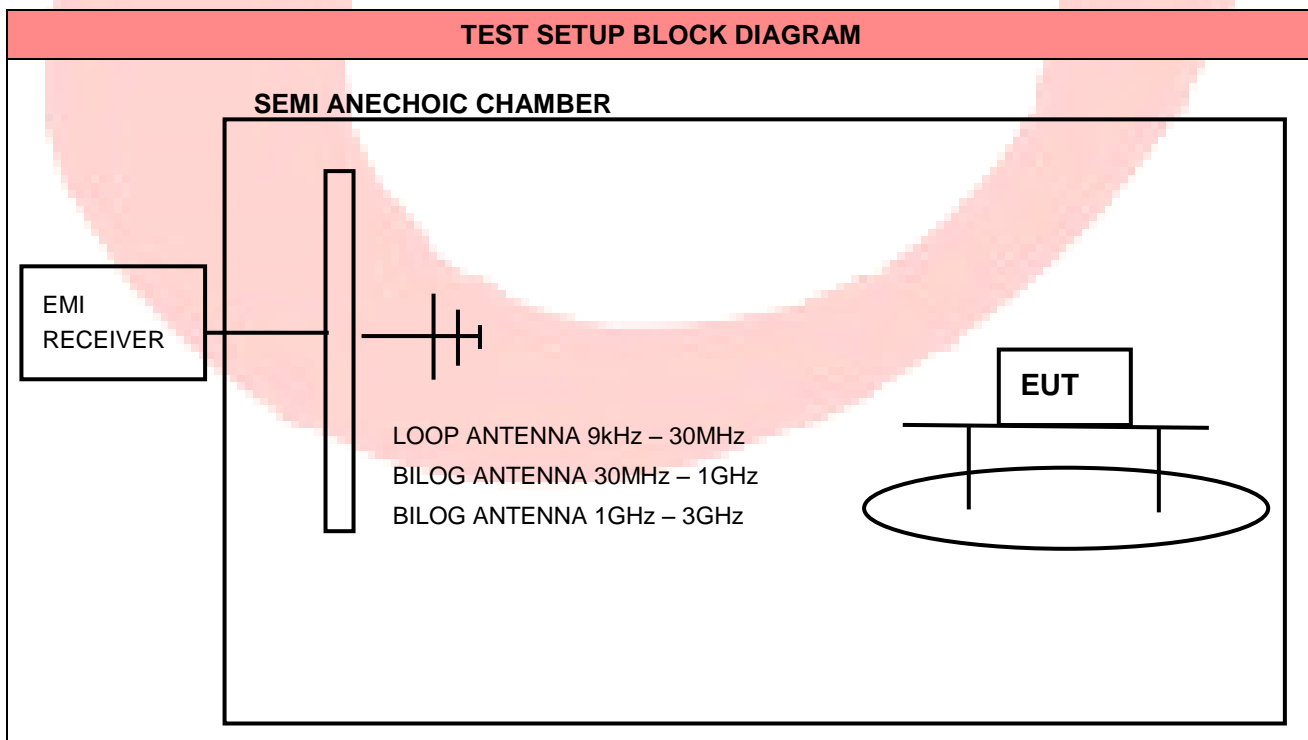 TEST SETUP BLOCK DIAGRAM
SEMI ANECHOIC CHAMBER
EMI
RECEIVER
EUT
LOOP ANTENNA 9kHz – 30MHz
BILOG ANTENNA 30MHz – 1GHz
BILOG ANTENNA 1GHz – 3GHz